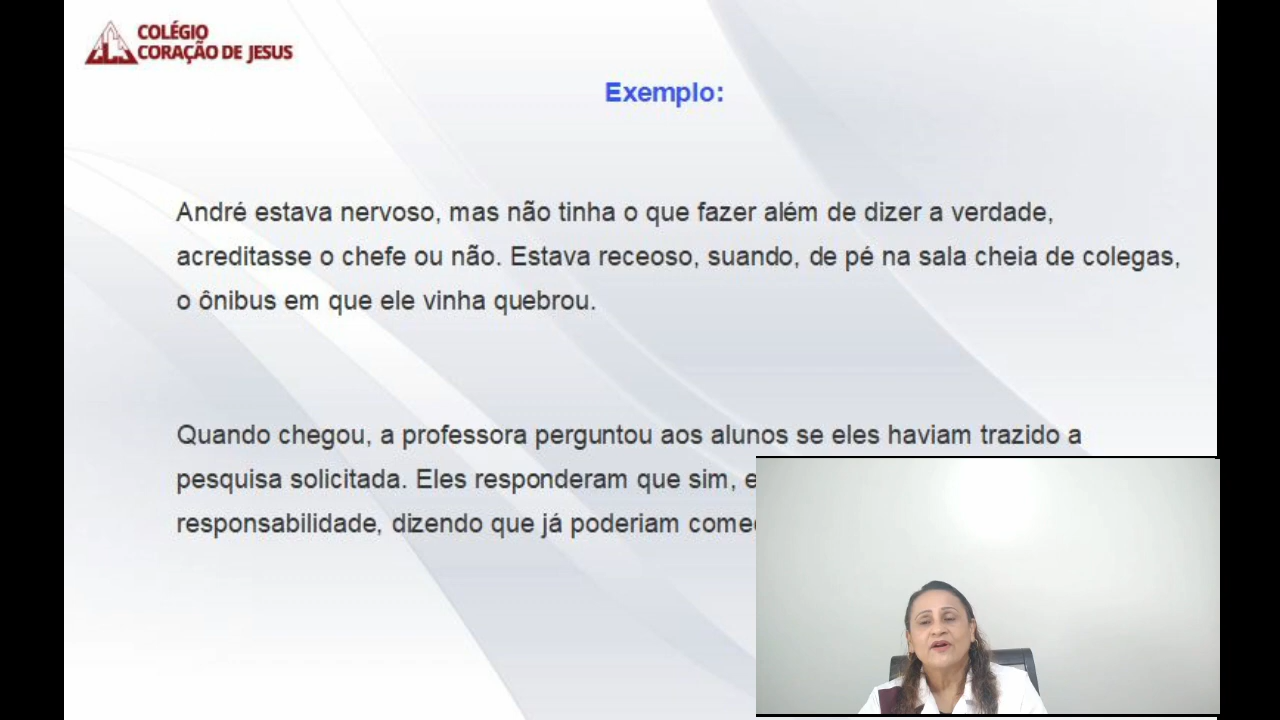 COLÉGIO
CORAÇÃO DE JESUS
Exemplo:
André estava nervoso, mas não tinha o que fazer além de dizer a verdade,
acreditasse o chefe ou não. Estava receoso, suando, de pé na sala cheia de colegas,
o ônibus em que ele vinha quebrou.
Quando chegou, a professora perguntou aos alunos se eles haviam trazido a
pesquisa solicitada. Eles responderam que sim,
responsabilidade, dizendo que já poderiam